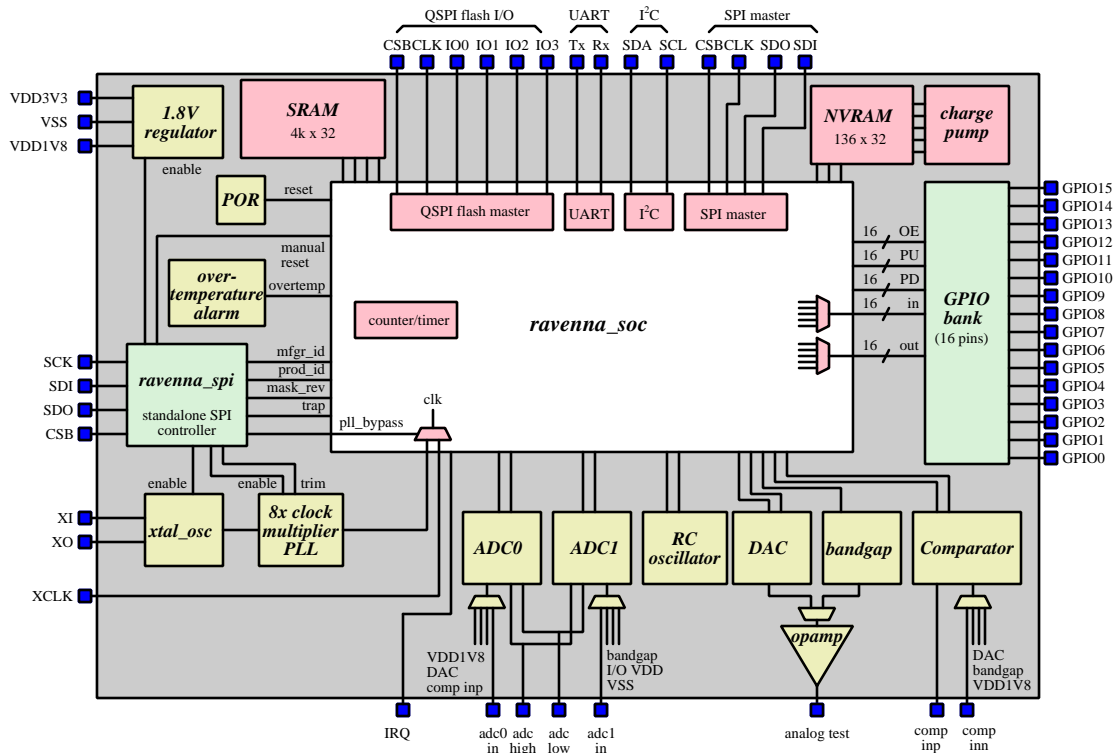 QSPI flash I/O
UART
I²C
SPI master
CSB CLK IO0 IO1 IO2 IO3
Tx Rx
SDA SCL
CSB CLK SDO SDI
VDD3V3
VSS
VDD1V8
1.8V
regulator
enable
SRAM
4k x 32
NVRAM
136 x 32
charge
pump
POR
reset
QSPI flash master
UART
I²C
SPI master
manual
reset
over-
temperature
alarm
overtemp
counter/timer
ravenna_soc
16 OE
16 PU
16 PD
16 in
16 out
GPIO
bank
(16 pins)
GPIO15
GPIO14
GPIO13
GPIO12
GPIO11
GPIO10
GPIO9
GPIO8
GPIO7
GPIO6
GPIO5
GPIO4
GPIO3
GPIO2
GPIO1
GPIO0
SCK
SDI
SDO
CSB
ravenna_spi
standalone SPI
controller
mfgr_id
prod_id
mask_rev
trap
pll_bypass
clk
enable
enable
trim
XI
XO
XCLK
xtal_osc
8x clock
multiplier
PLL
ADC0
ADC1
RC
oscillator
DAC
bandgap
Comparator
VDD1V8
DAC
comp inp
bandgap
I/O VDD
VSS
opamp
DAC
bandgap
VDD1V8
IRQ
adc0
in
adc
high
adc
low
adc1
in
analog test
comp
inp
comp
inn